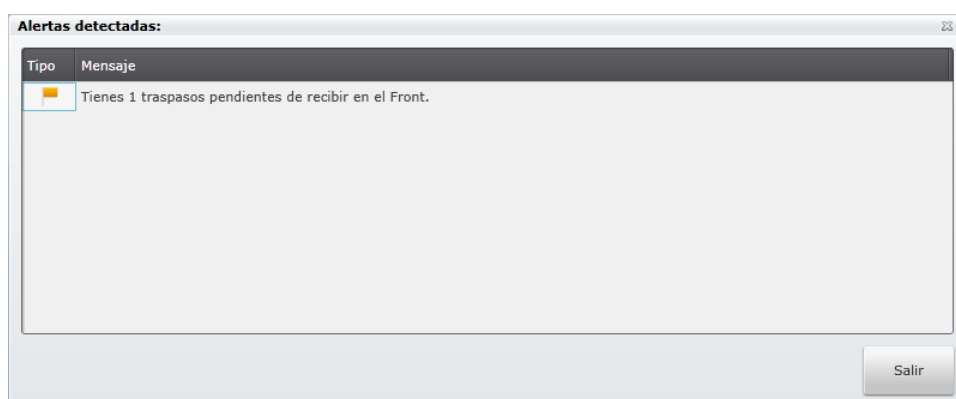 Alertas detectadas:
Tipo Mensaje
Tienes 1 traspasos pendientes de recibir en el Front.
Salir